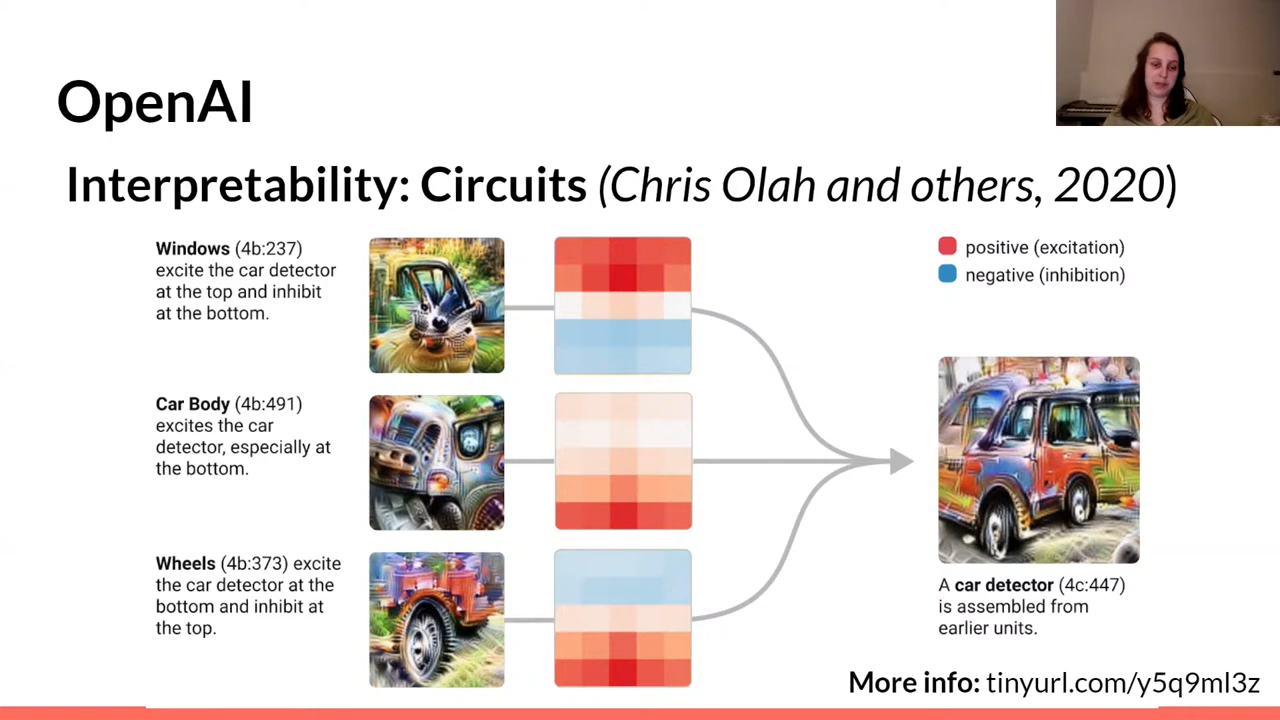 OpenAI
Interpretability: Circuits (Chris Olah and others, 2020)
Windows (4b:237)
excite the car detector
at the top and inhibit
at the bottom.
Car Body (4b:491)
excites the car
detector, especially at
the bottom.
Wheels (4b:373) excite
the car detector at the
bottom and inhibit at
the top.
positive (excitation)
negative (inhibition)
A car detector (4c:447)
is assembled from
earlier units.
More info: tinyurl.com/y5q9ml3z